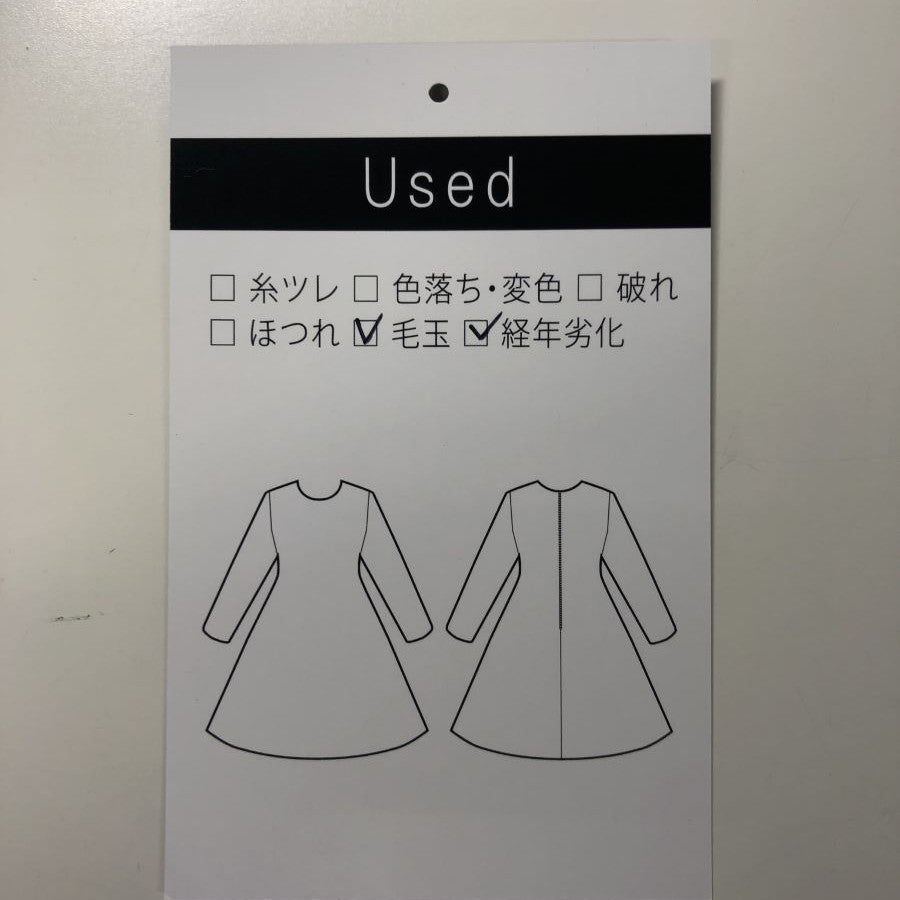 Used
□ 糸ツレ □ 色落ち・変色 □ 破れ
□ ほつれ ☑ 毛玉 ☑ 経年劣化